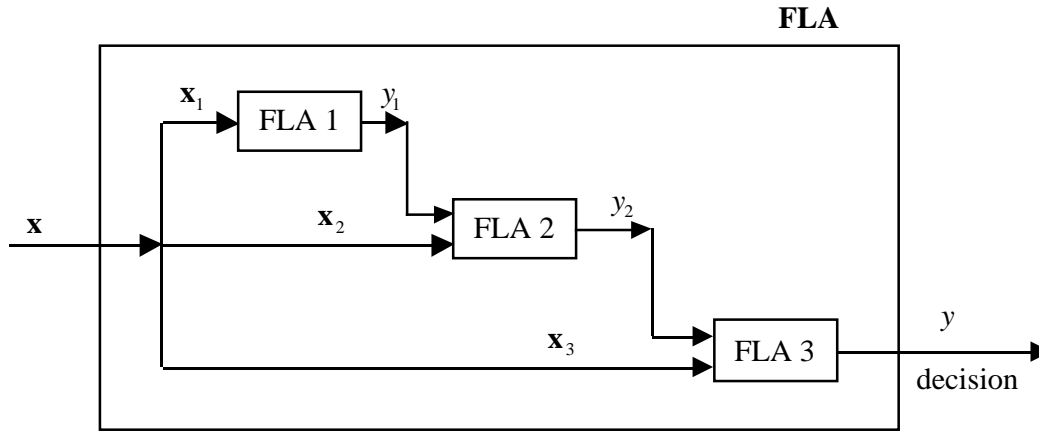 FLA
x₁
y₁
FLA 1
x
x₂
y₂
FLA 2
x₃
y
FLA 3
decision